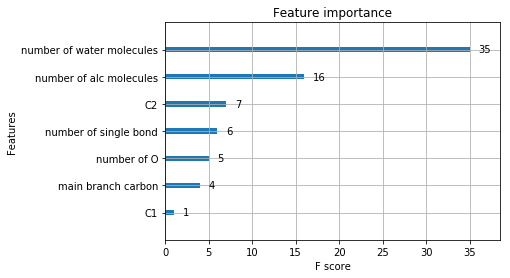 Feature importance
Features
number of water molecules 35
number of alc molecules 16
C2 7
number of single bond 6
number of O 5
main branch carbon 4
C1 1
0 5 10 15 20 25 30 35
F score